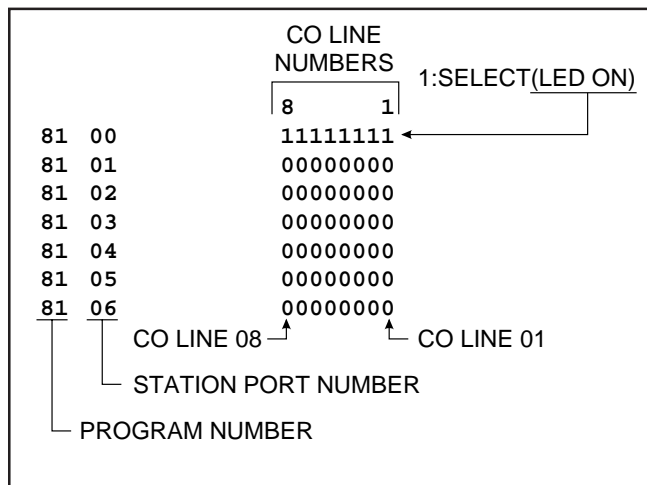 CO LINE
NUMBERS
1:SELECT(LED ON)
8 1
81 00 11111111
81 01 00000000
81 02 00000000
81 03 00000000
81 04 00000000
81 05 00000000
81 06 00000000
CO LINE 08 CO LINE 01
STATION PORT NUMBER
PROGRAM NUMBER